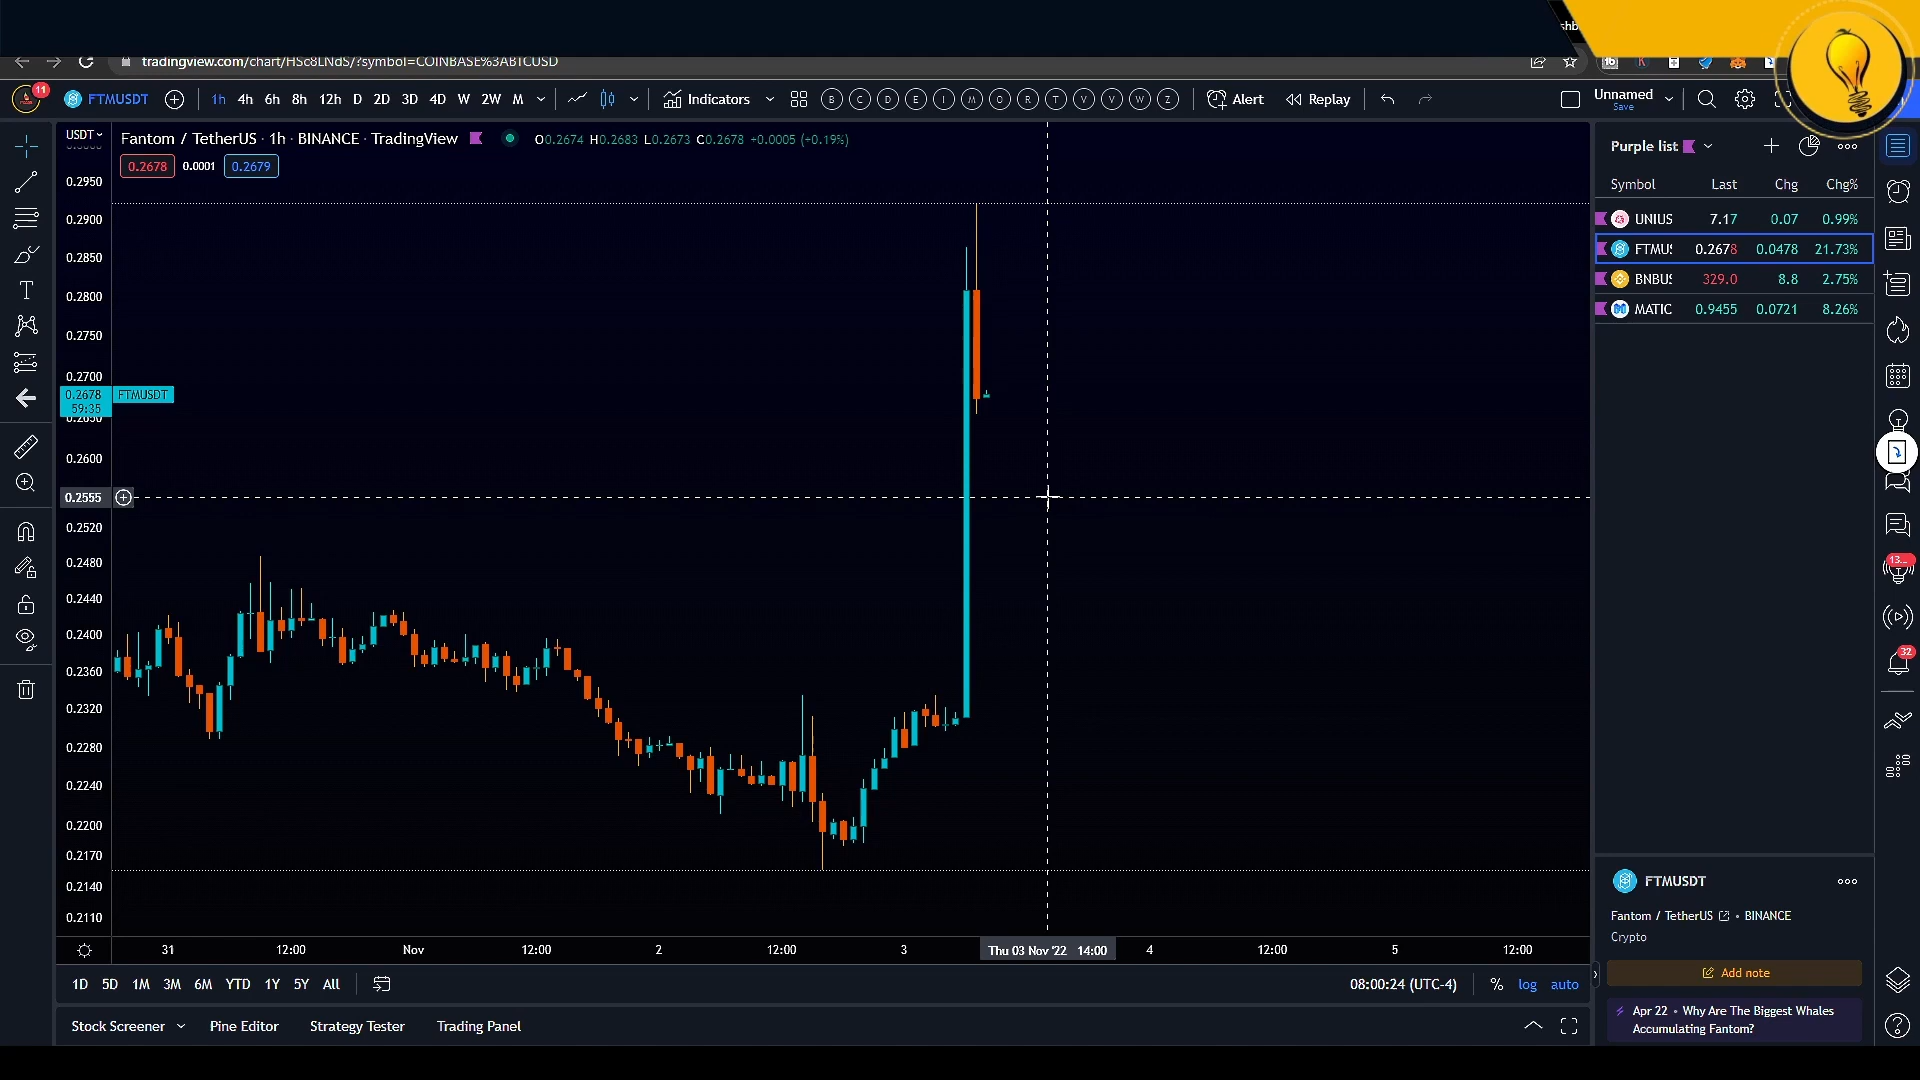 tradingview.com/chart/HSc8LNdS/?symbol=COINBASE%3ABTCUSD
11
FTMUSDT
1h 4h 6h 8h 12h D 2D 3D 4D W 2W M
Indicators
B C D E I M O R T V V W Z
Alert
Replay
Unnamed
Save
USDT
Fantom / TetherUS · 1h · BINANCE · TradingView
O0.2674 H0.2683 L0.2673 C0.2678 +0.0005 (+0.19%)
0.2678 0.0001 0.2679
0.2950
0.2900
0.2850
0.2800
0.2750
0.2700
0.2678 FTMUSDT
59:35
0.2650
0.2600
0.2555
0.2520
0.2480
0.2440
0.2400
0.2360
0.2320
0.2280
0.2240
0.2200
0.2170
0.2140
0.2110
31 12:00 Nov 12:00 2 12:00 3 Thu 03 Nov '22 14:00 4 12:00 5 12:00
1D 5D 1M 3M 6M YTD 1Y 5Y All
08:00:24 (UTC-4) % log auto
Stock Screener Pine Editor Strategy Tester Trading Panel
Purple list
Symbol Last Chg Chg%
UNIUS 7.17 0.07 0.99%
FTMUS 0.2678 0.0478 21.73%
BNBUS 329.0 8.8 2.75%
MATIC 0.9455 0.0721 8.26%
FTMUSDT
Fantom / TetherUS • BINANCE
Crypto
Add note
Apr 22 • Why Are The Biggest Whales
Accumulating Fantom?
13...
32